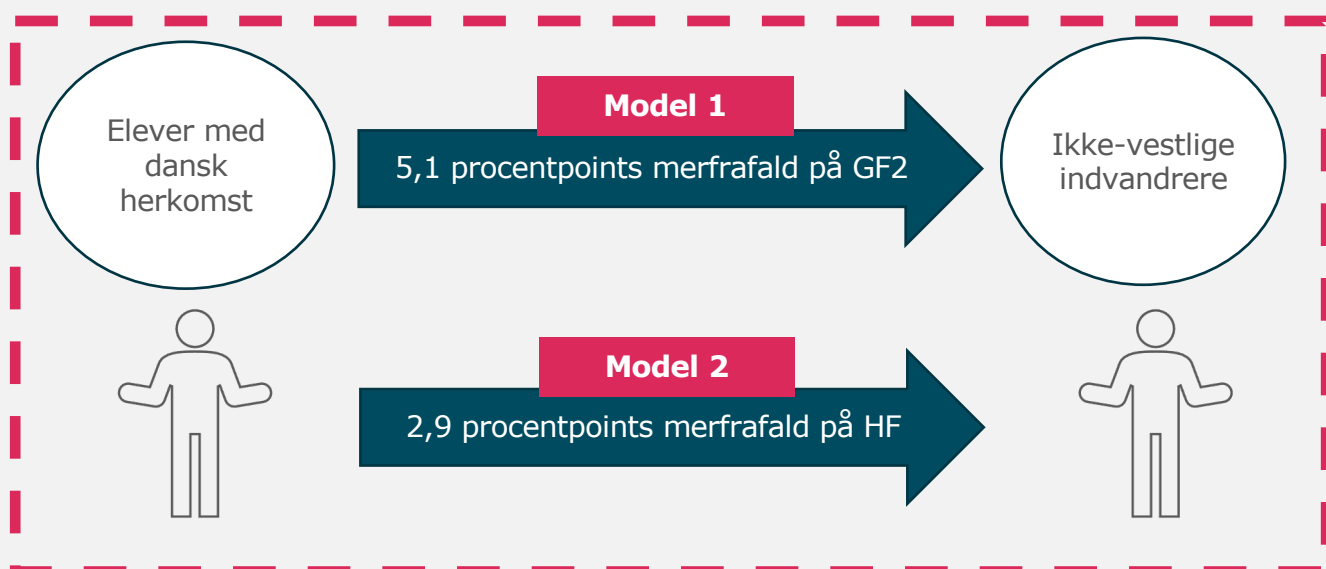 Elever med
dansk
herkomst
Model 1
5,1 procentpoints merfrafald på GF2
Ikke-vestlige
indvandrere
Model 2
2,9 procentpoints merfrafald på HF